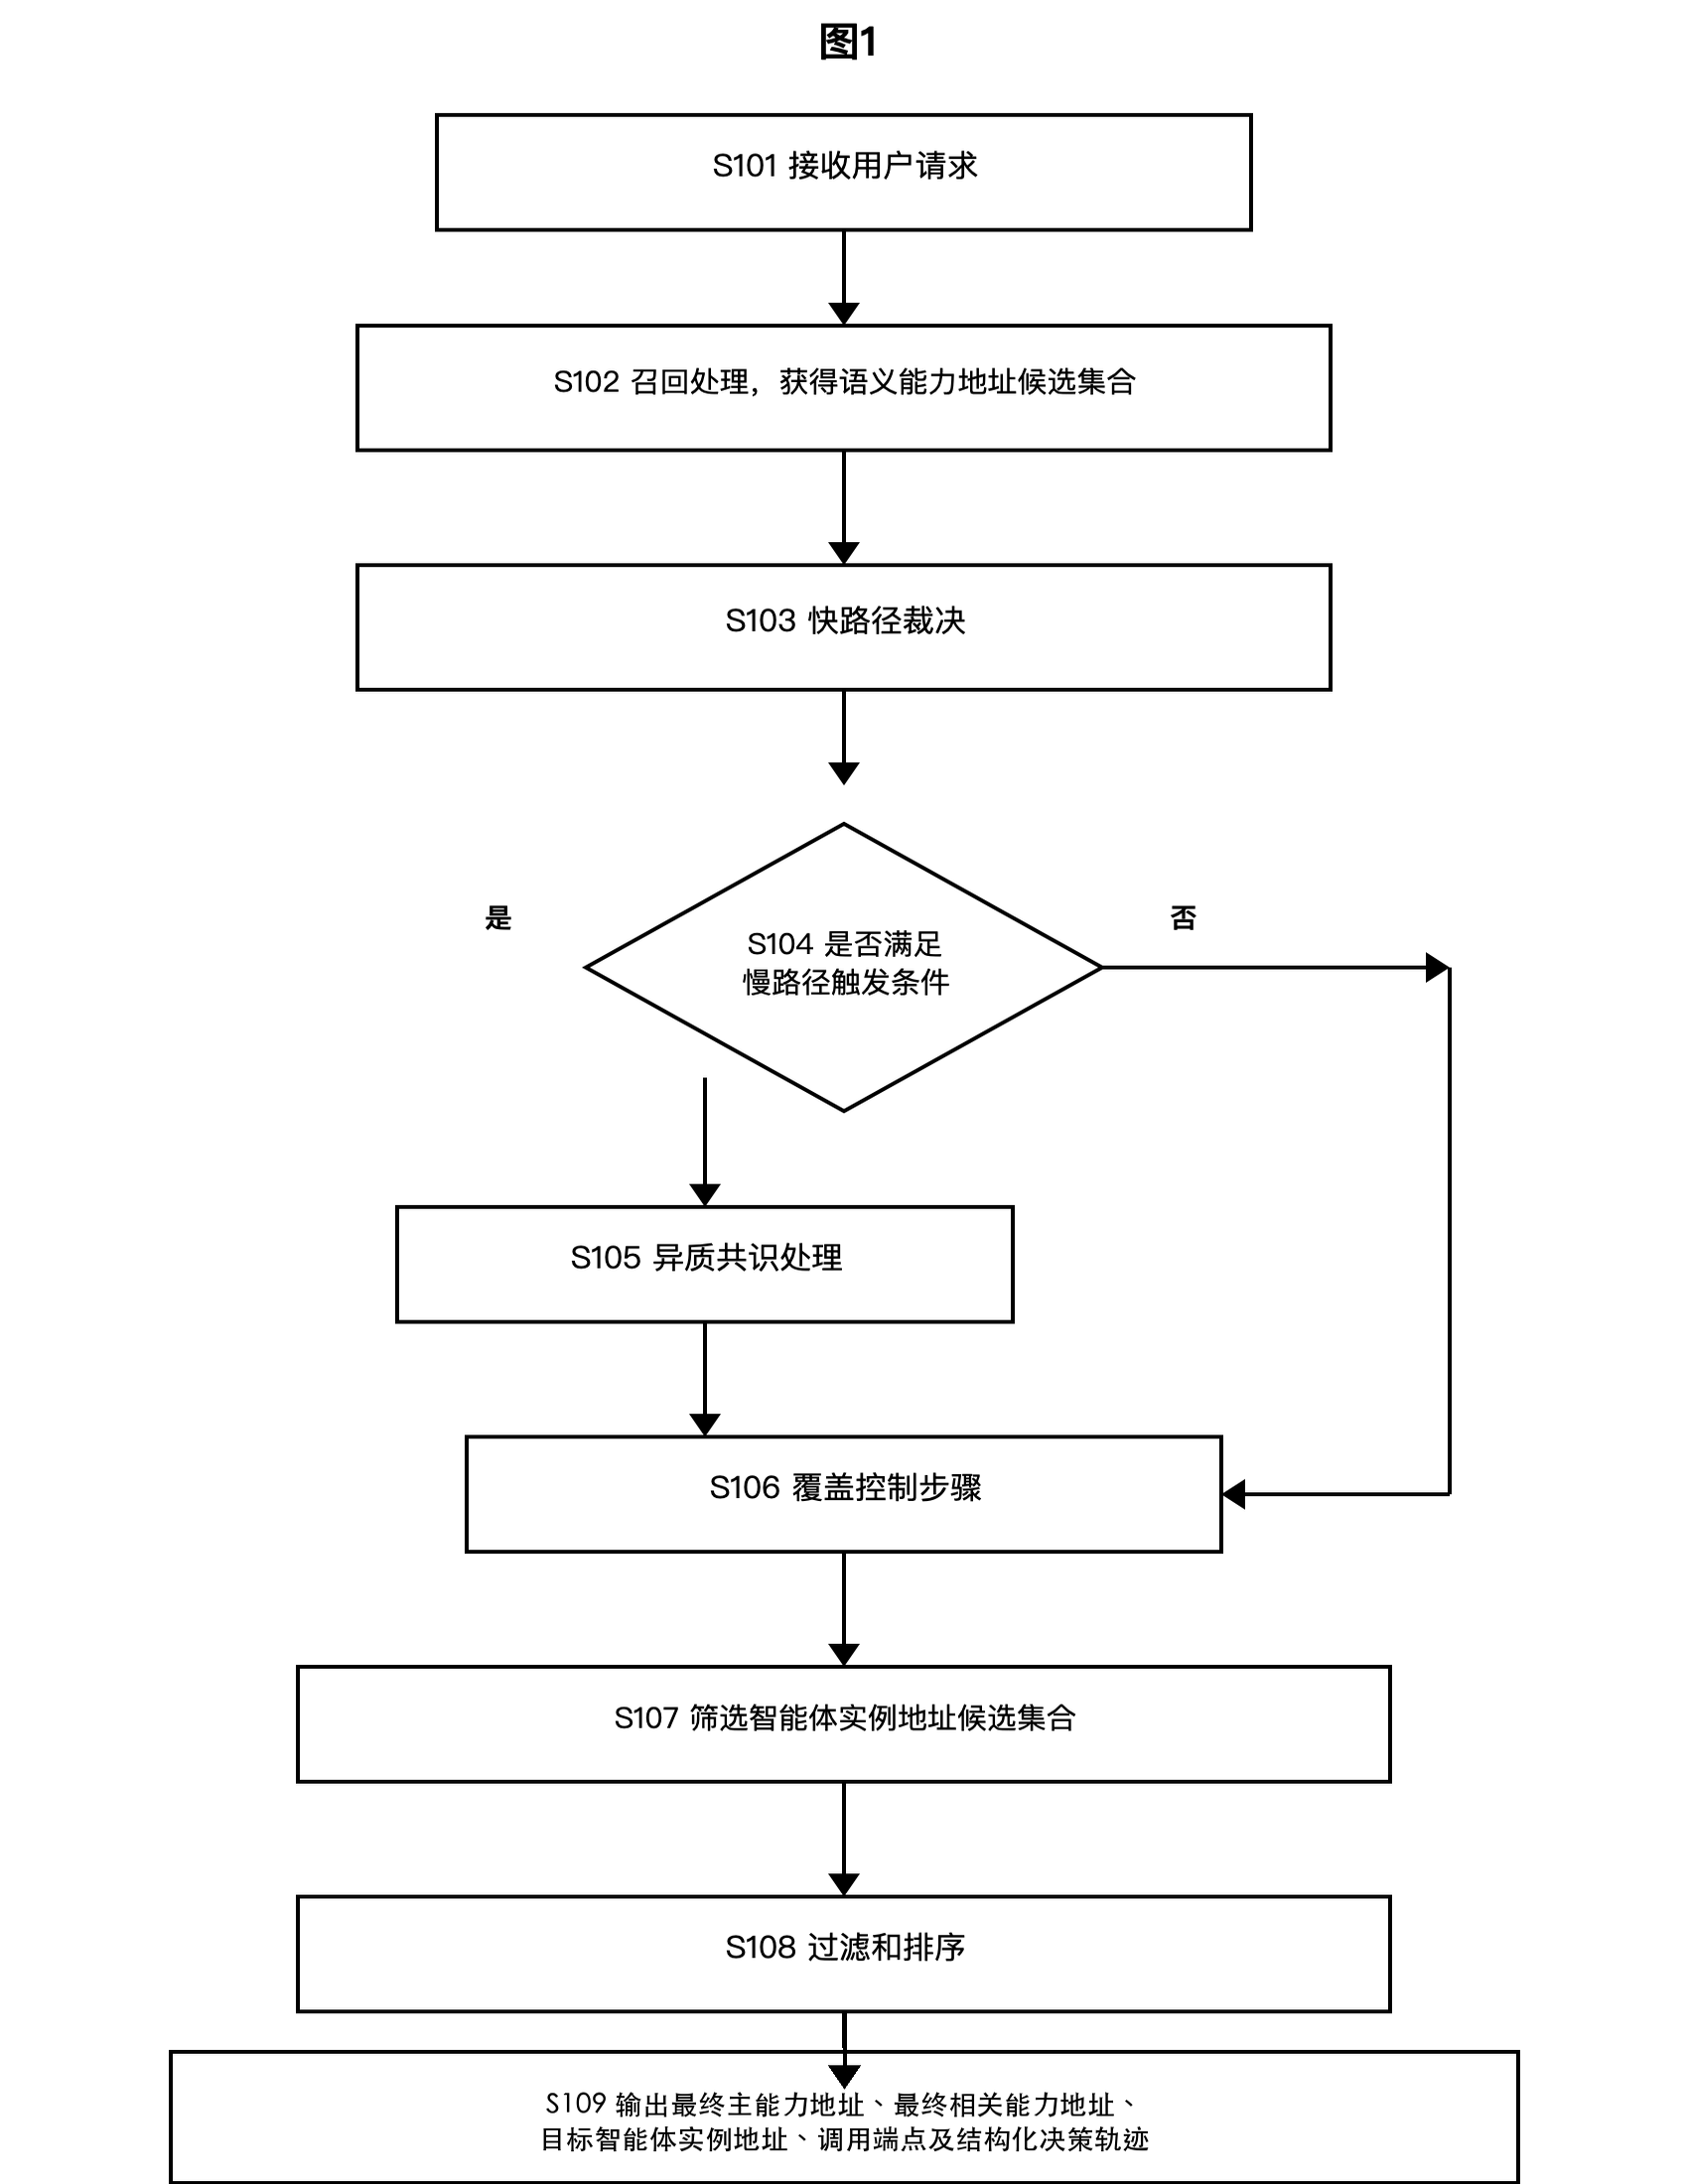 图1
S101 接收用户请求
S102 召回处理，获得语义能力地址候选集合
S103 快路径裁决
是
否
S104 是否满足
慢路径触发条件
S105 异质共识处理
S106 覆盖控制步骤
S107 筛选智能体实例地址候选集合
S108 过滤和排序
S109 输出最终主能力地址、最终相关能力地址、
目标智能体实例地址、调用端点及结构化决策轨迹